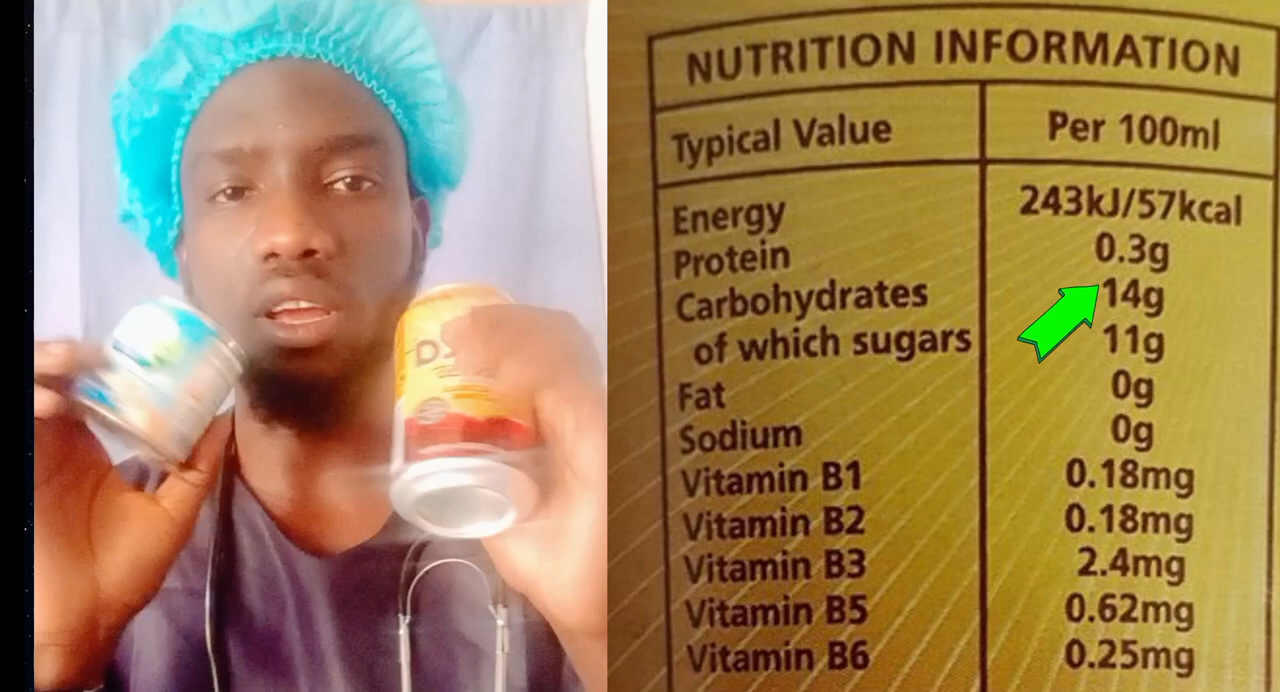 NUTRITION INFORMATION
Typical Value Per 100ml
Energy 243kJ/57kcal
Protein 0.3g
Carbohydrates 14g
of which sugars 11g
Fat 0g
Sodium 0g
Vitamin B1 0.18mg
Vitamin B2 0.18mg
Vitamin B3 2.4mg
Vitamin B5 0.62mg
Vitamin B6 0.25mg